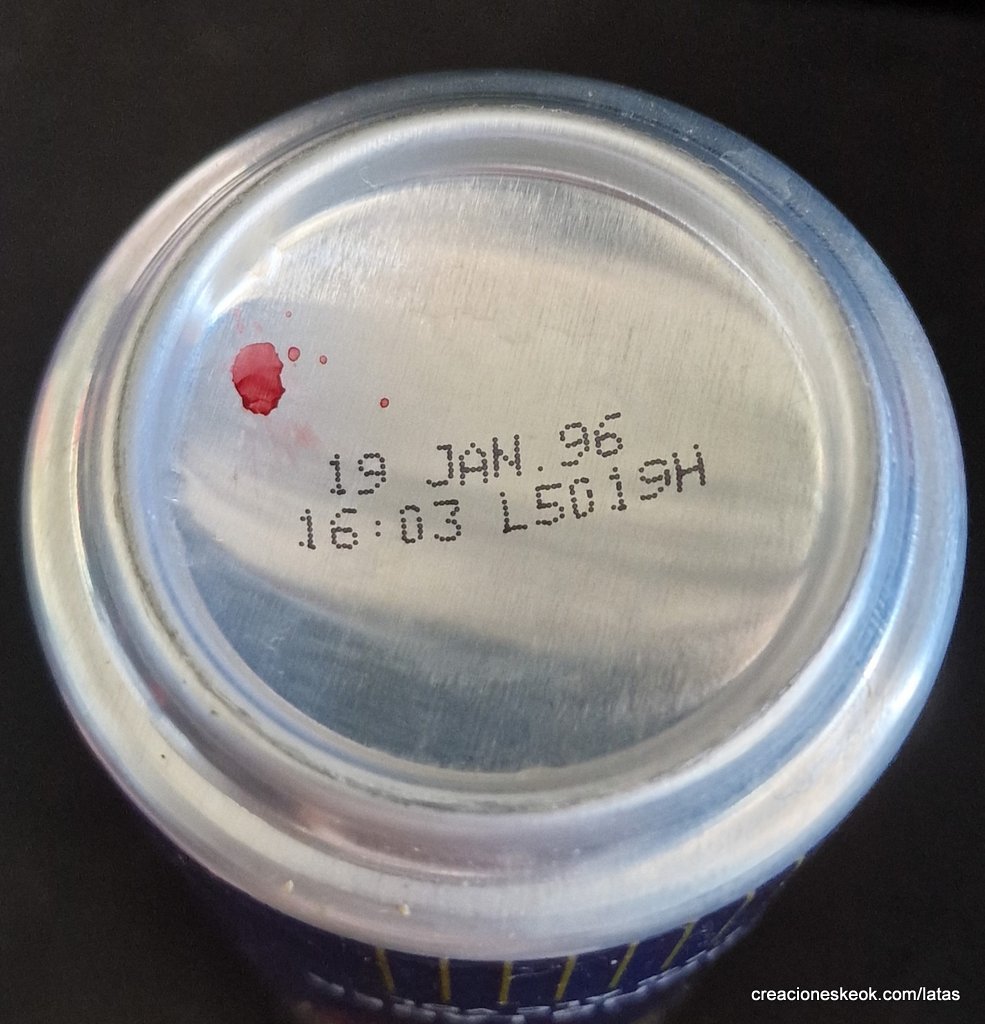 19 JAN.96
16:03 L5019H
creacioneskeok.com/latas